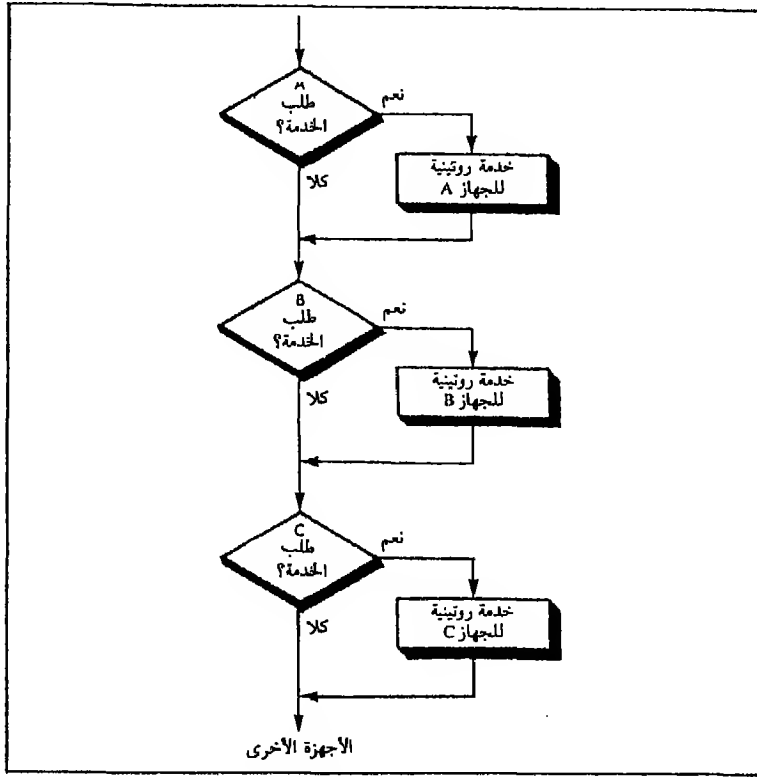 A
طلب
الخدمة؟
نعم
خدمة روتينية
للجهاز A
كلا
B
طلب
الخدمة؟
نعم
خدمة روتينية
للجهاز B
كلا
C
طلب
الخدمة؟
نعم
خدمة روتينية
للجهاز C
كلا
الأجهزة الأخرى